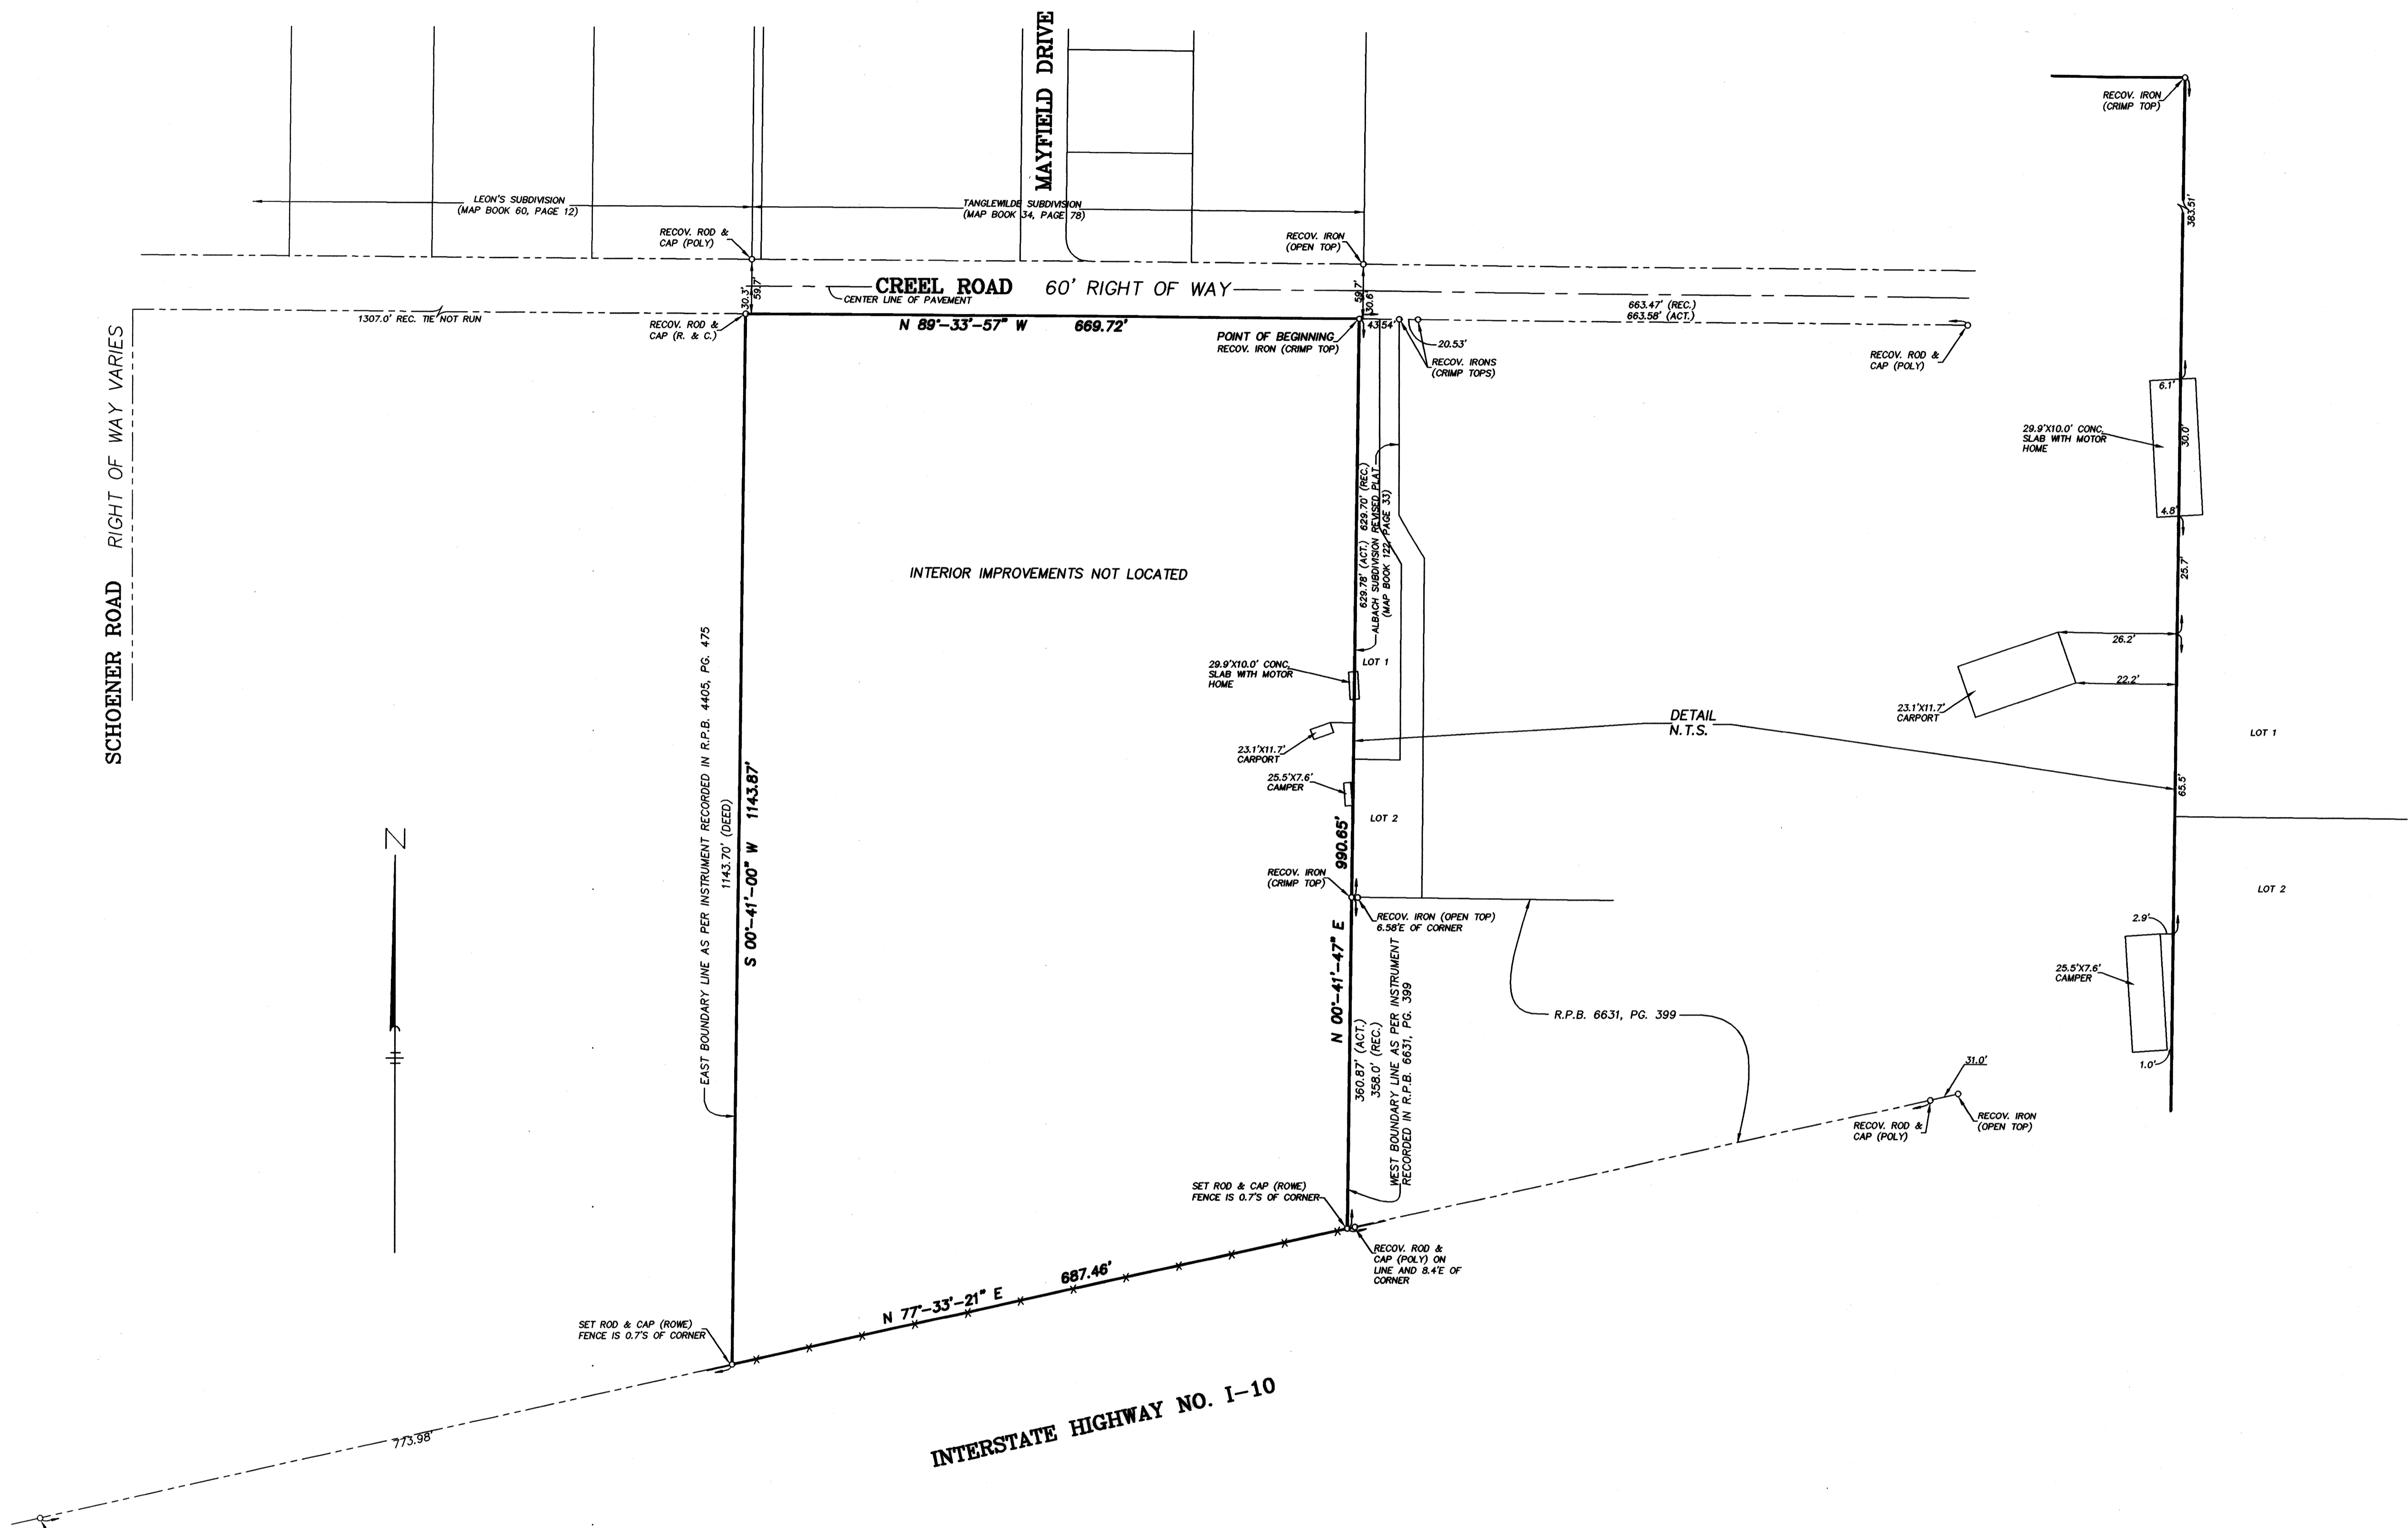 MAYFIELD DRIVE
RECOV. IRON
(CRIMP TOP)
383.51'
LEON'S SUBDIVISION
(MAP BOOK 60, PAGE 12)
TANGLEWILDE SUBDIVISION
(MAP BOOK 34, PAGE 78)
RECOV. ROD &
CAP (POLY)
RECOV. IRON
(OPEN TOP)
30.3'
59.7'
CREEL ROAD 60' RIGHT OF WAY
CENTER LINE OF PAVEMENT
59.7'
30.6'
663.47' (REC.)
663.58' (ACT.)
1307.0' REC. TIE NOT RUN
RECOV. ROD &
CAP (R. & C.)
N 89°-33'-57" W 669.72'
POINT OF BEGINNING
RECOV. IRON (CRIMP TOP)
43.54'
20.53'
RECOV. IRONS
(CRIMP TOPS)
RECOV. ROD &
CAP (POLY)
SCHOENER ROAD RIGHT OF WAY VARIES
6.1'
29.9'X10.0' CONC.
SLAB WITH MOTOR
HOME
30.0'
4.8'
25.7'
629.78' (ACT.) 629.70' (REC.)
ALBACH SUBDIVISION REVISED PLAT
(MAP BOOK 122, PAGE 33)
INTERIOR IMPROVEMENTS NOT LOCATED
26.2'
22.2'
23.1'X11.7'
CARPORT
LOT 1
29.9'X10.0' CONC.
SLAB WITH MOTOR
HOME
LOT 1
23.1'X11.7'
CARPORT
DETAIL
N.T.S.
65.5'
25.5'X7.6'
CAMPER
LOT 2
LOT 2
EAST BOUNDARY LINE AS PER INSTRUMENT RECORDED IN R.P.B. 4405, PG. 475
1143.70' (DEED)
S 00°-41'-00" W 1143.87'
N
N 00°-41'-47" E 990.65'
RECOV. IRON
(CRIMP TOP)
RECOV. IRON (OPEN TOP)
6.58'E OF CORNER
2.9'
25.5'X7.6'
CAMPER
1.0'
360.87' (ACT.)
358.0' (REC.)
WEST BOUNDARY LINE AS PER INSTRUMENT
RECORDED IN R.P.B. 6631, PG. 399
R.P.B. 6631, PG. 399
31.0'
RECOV. ROD &
CAP (POLY)
RECOV. IRON
(OPEN TOP)
SET ROD & CAP (ROWE)
FENCE IS 0.7'S OF CORNER
RECOV. ROD &
CAP (POLY) ON
LINE AND 8.4'E OF
CORNER
N 77°-33'-21" E 687.46'
SET ROD & CAP (ROWE)
FENCE IS 0.7'S OF CORNER
773.98'
INTERSTATE HIGHWAY NO. I-10